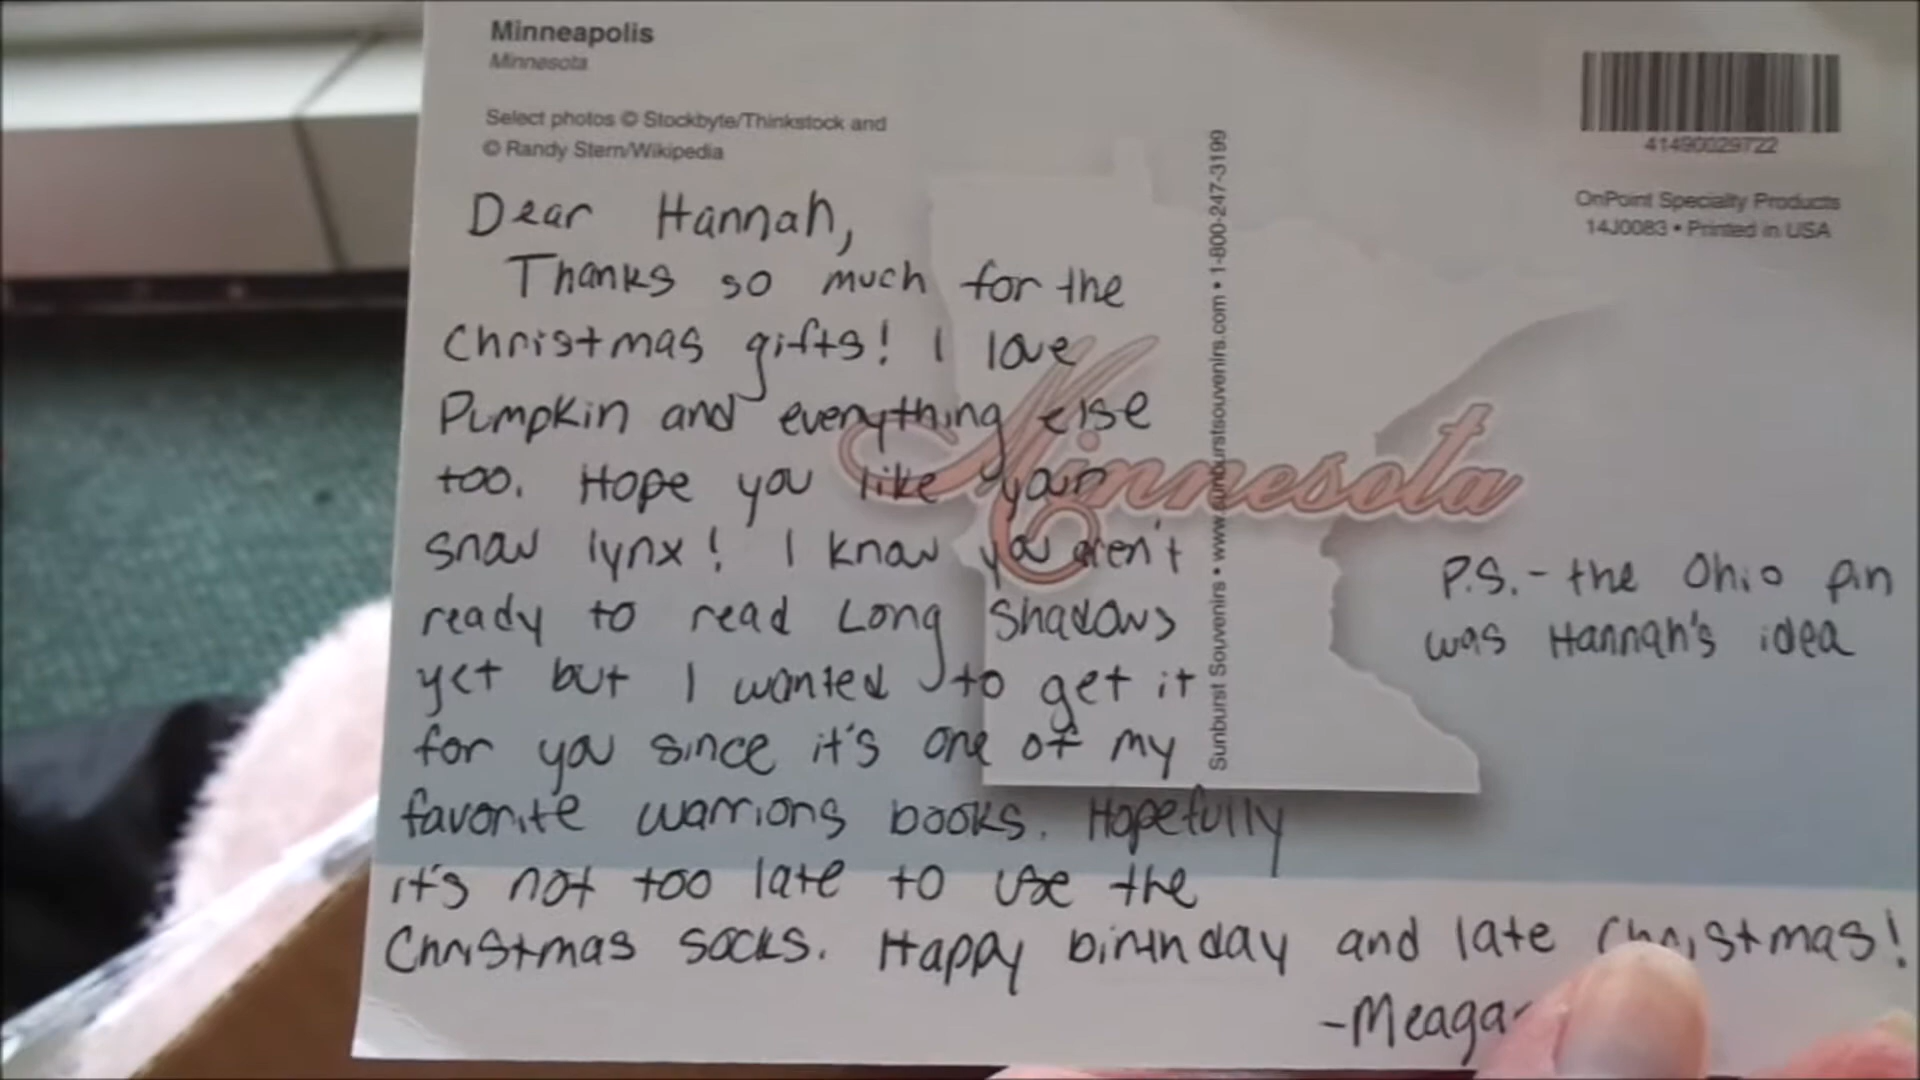 Minneapolis
Minnesota
Select photos © Stockbyte/Thinkstock and
© Randy Stern/Wikipedia
Dear Hannah,
Thanks so much for the
Christmas gifts! I love
Pumpkin and everything else
too. Hope you like your
snow lynx! I know you aren't
ready to read Long Shadows
yet but I wanted to get it
for you since it's one of my
favorite warriors books. Hopefully
it's not too late to use the
Christmas socks. Happy birthday and late Christmas!
-Meaga
Minnesota
Sunburst Souvenirs • www.sunburstsouvenirs.com • 1-800-247-3199
41490029722
OnPoint Specialty Products
14J0083 • Printed in USA
P.S. - the Ohio pin
was Hannah's idea